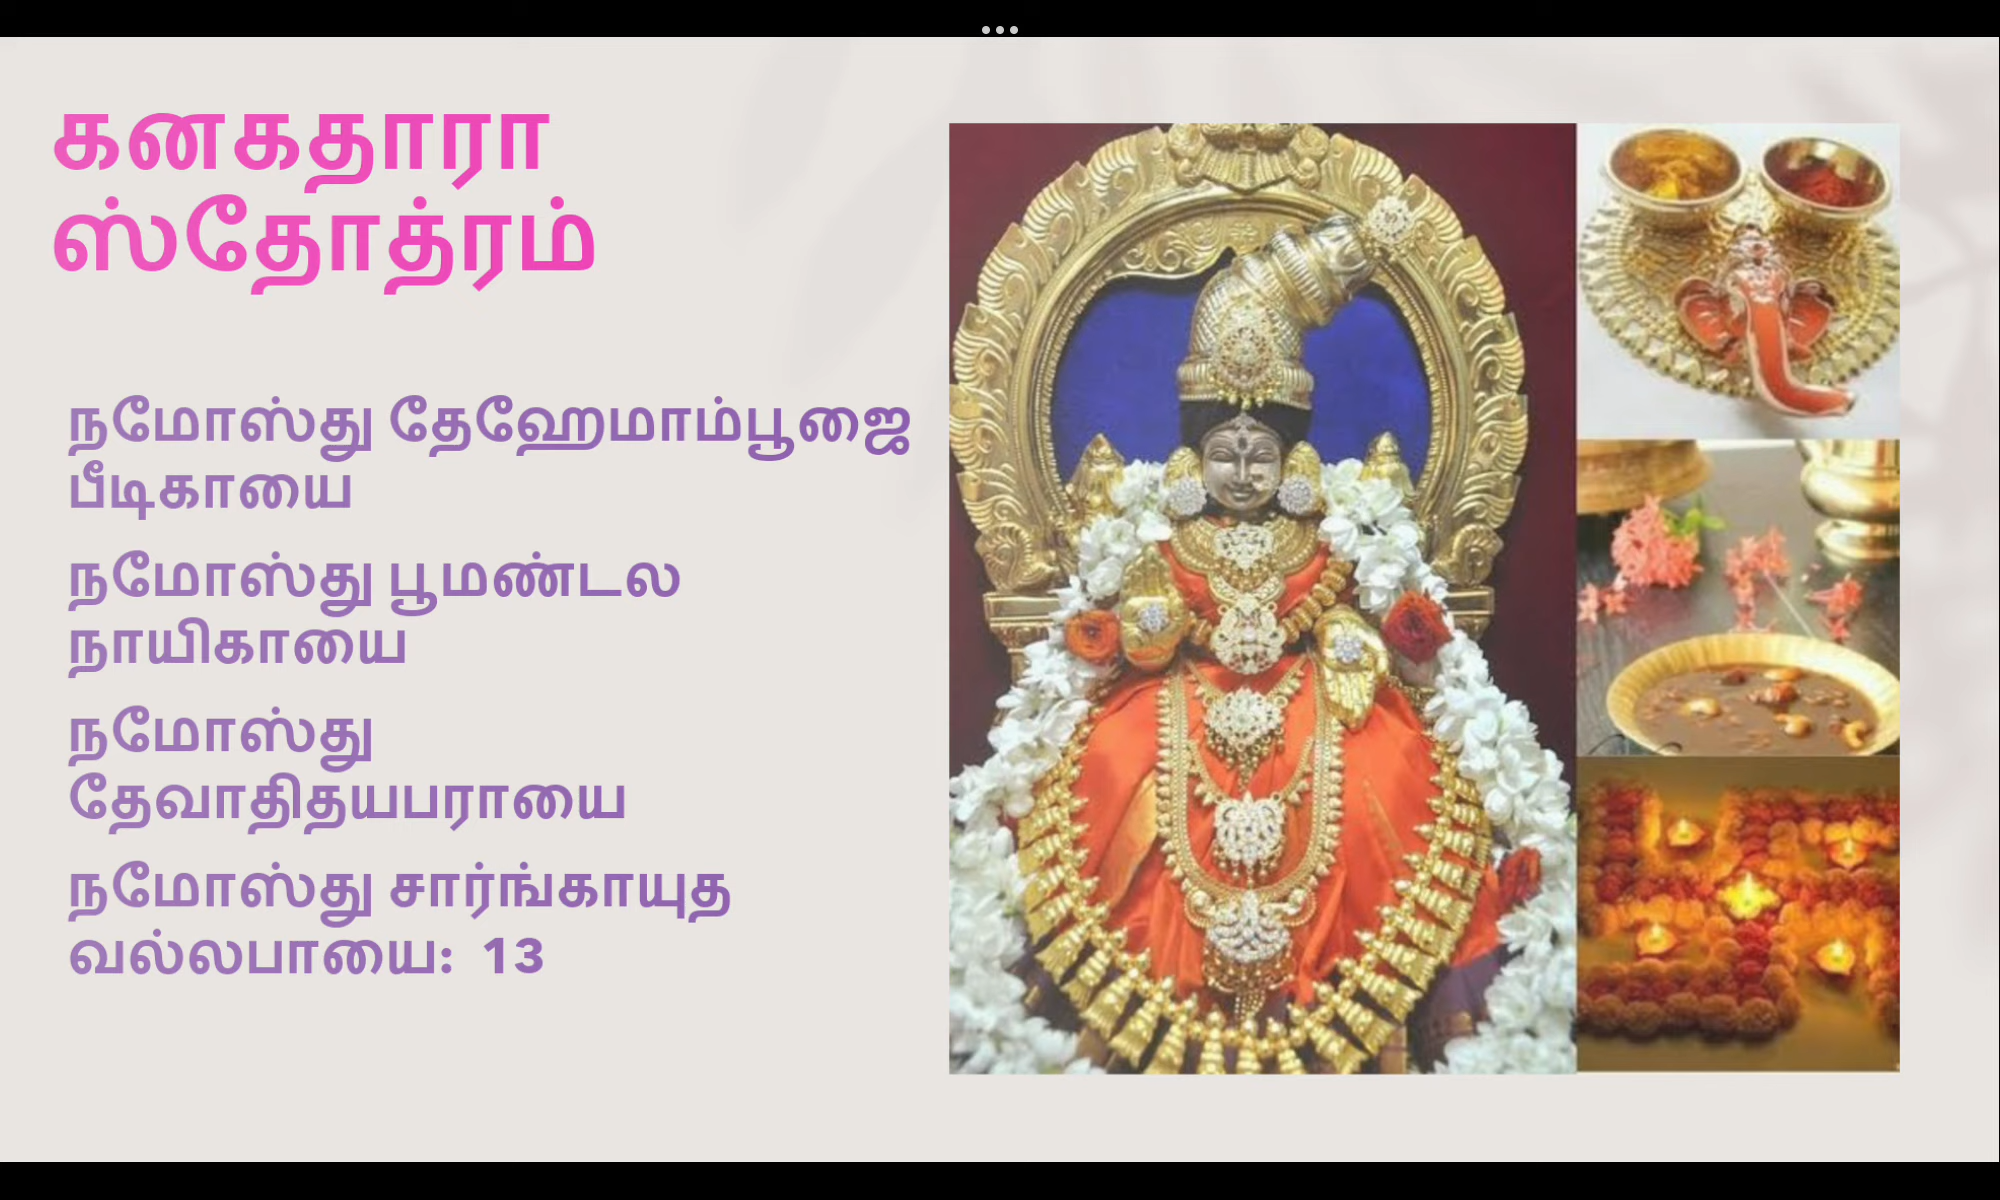 கனகதாரா
ஸ்தோத்ரம்
நமோஸ்து தேஹேமாம்பூஜை
பீடிகாயை
நமோஸ்து பூமண்டல
நாயிகாயை
நமோஸ்து
தேவாதிதயபராயை
நமோஸ்து சார்ங்காயுத
வல்லபாயை: 13